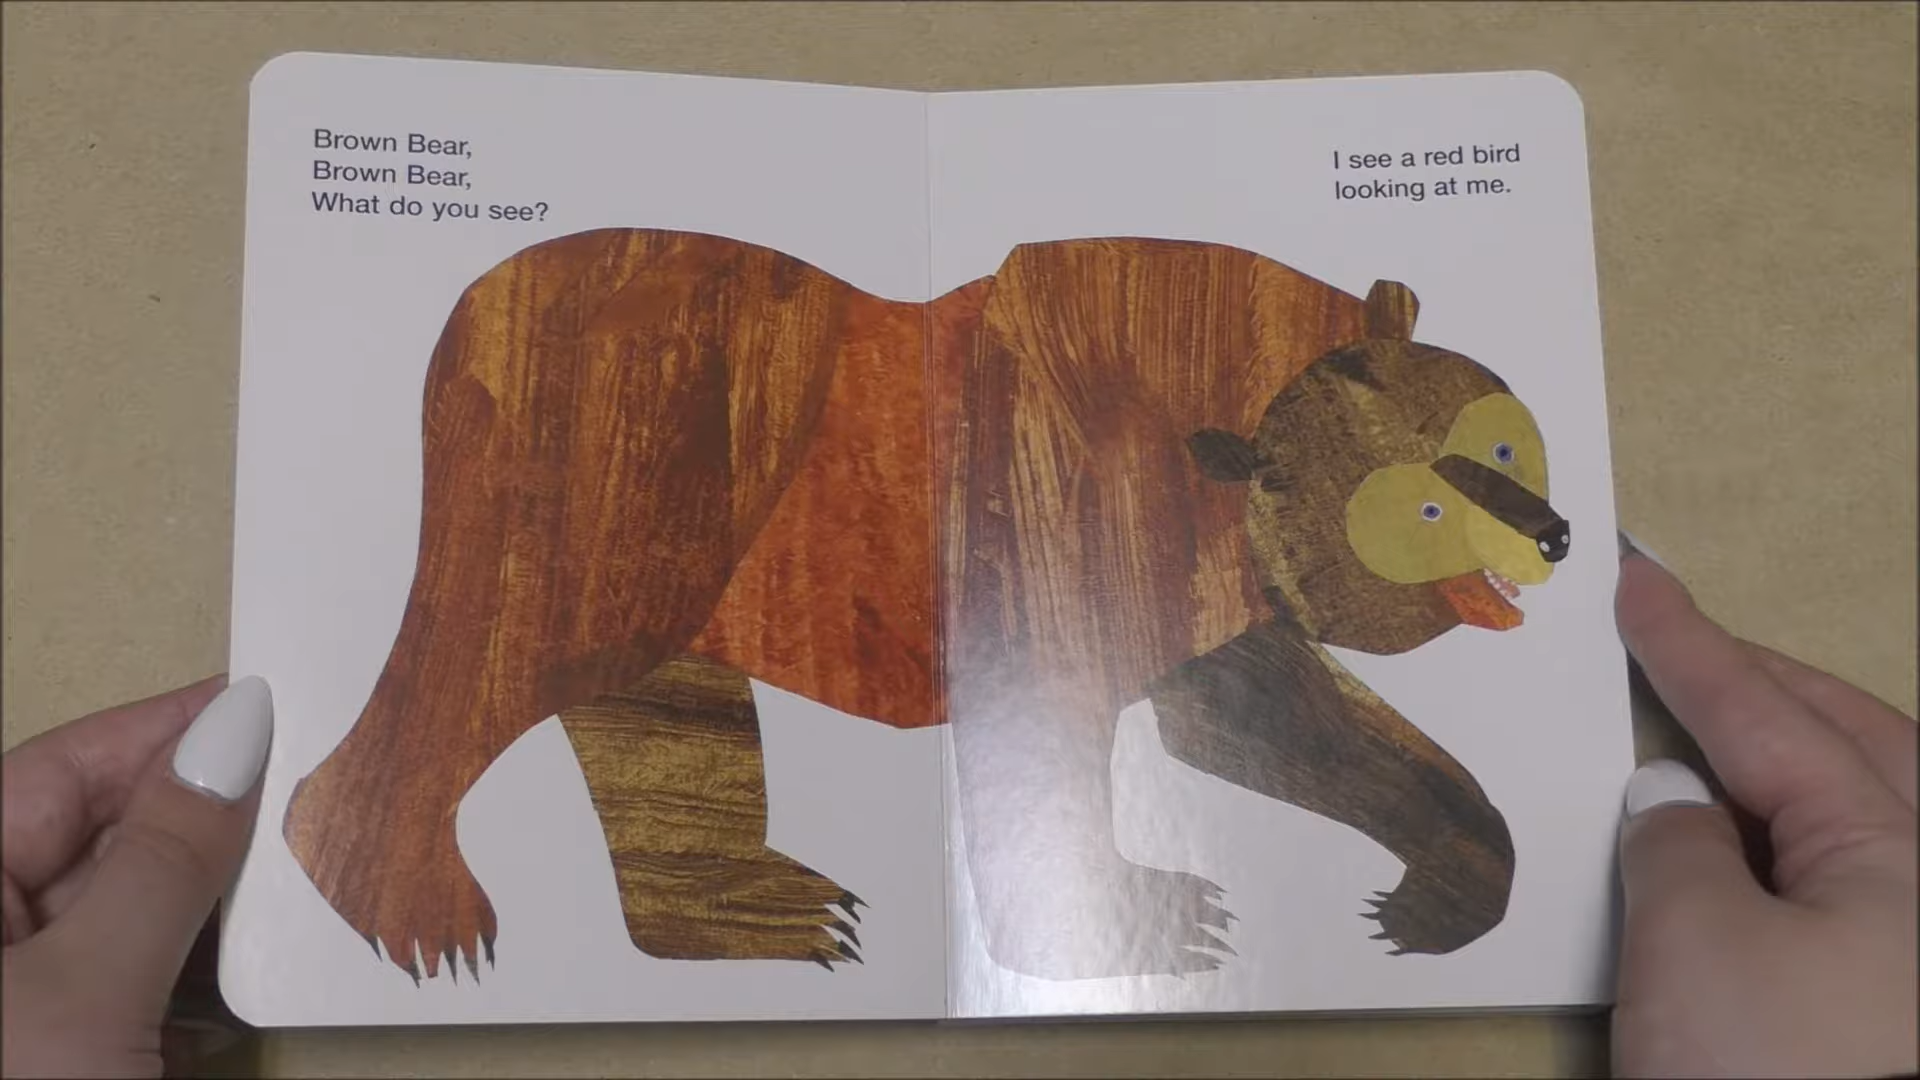 Brown Bear,
Brown Bear,
What do you see?
I see a red bird
looking at me.